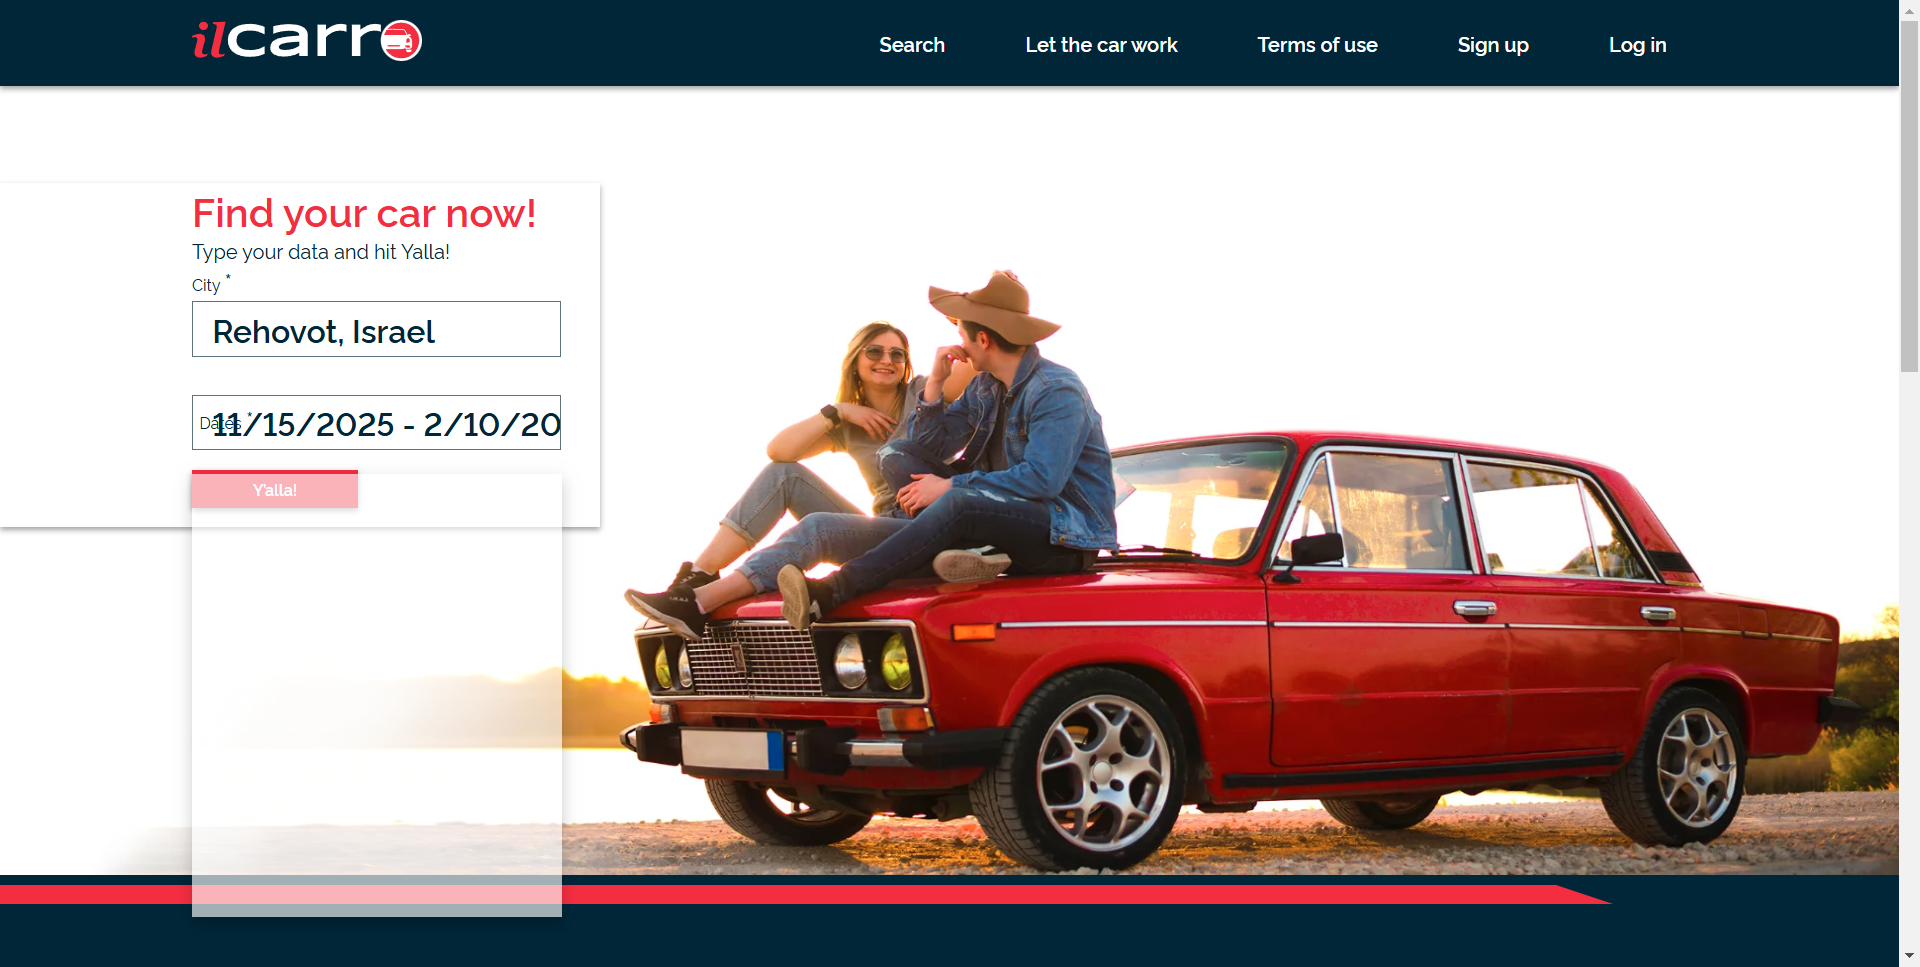 ilcarro
Search
Let the car work
Terms of use
Sign up
Log in
Find your car now!
Type your data and hit Yalla!
City *
Rehovot, Israel
Dates *
11/15/2025 - 2/10/20
Y'alla!